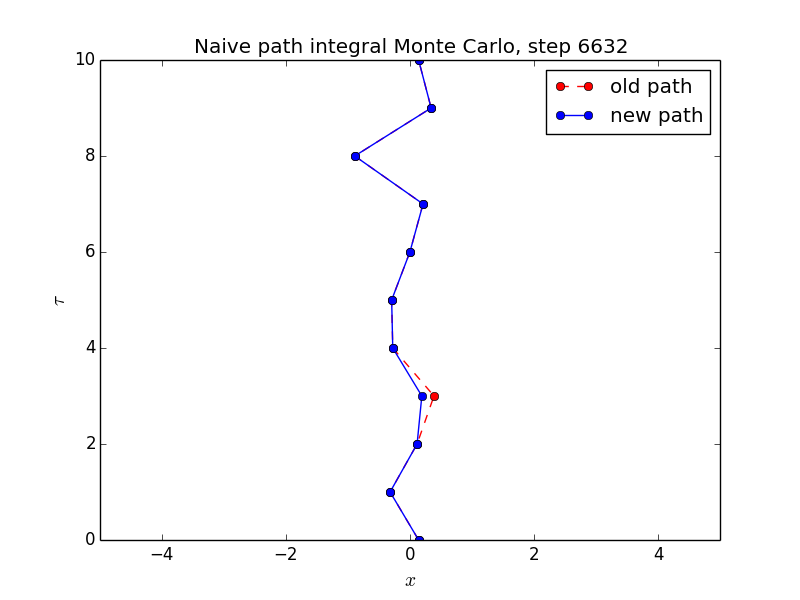 Naive path integral Monte Carlo, step 6632
old path
new path
10
8
6
4
2
0
τ
−4 −2 0 2 4
x